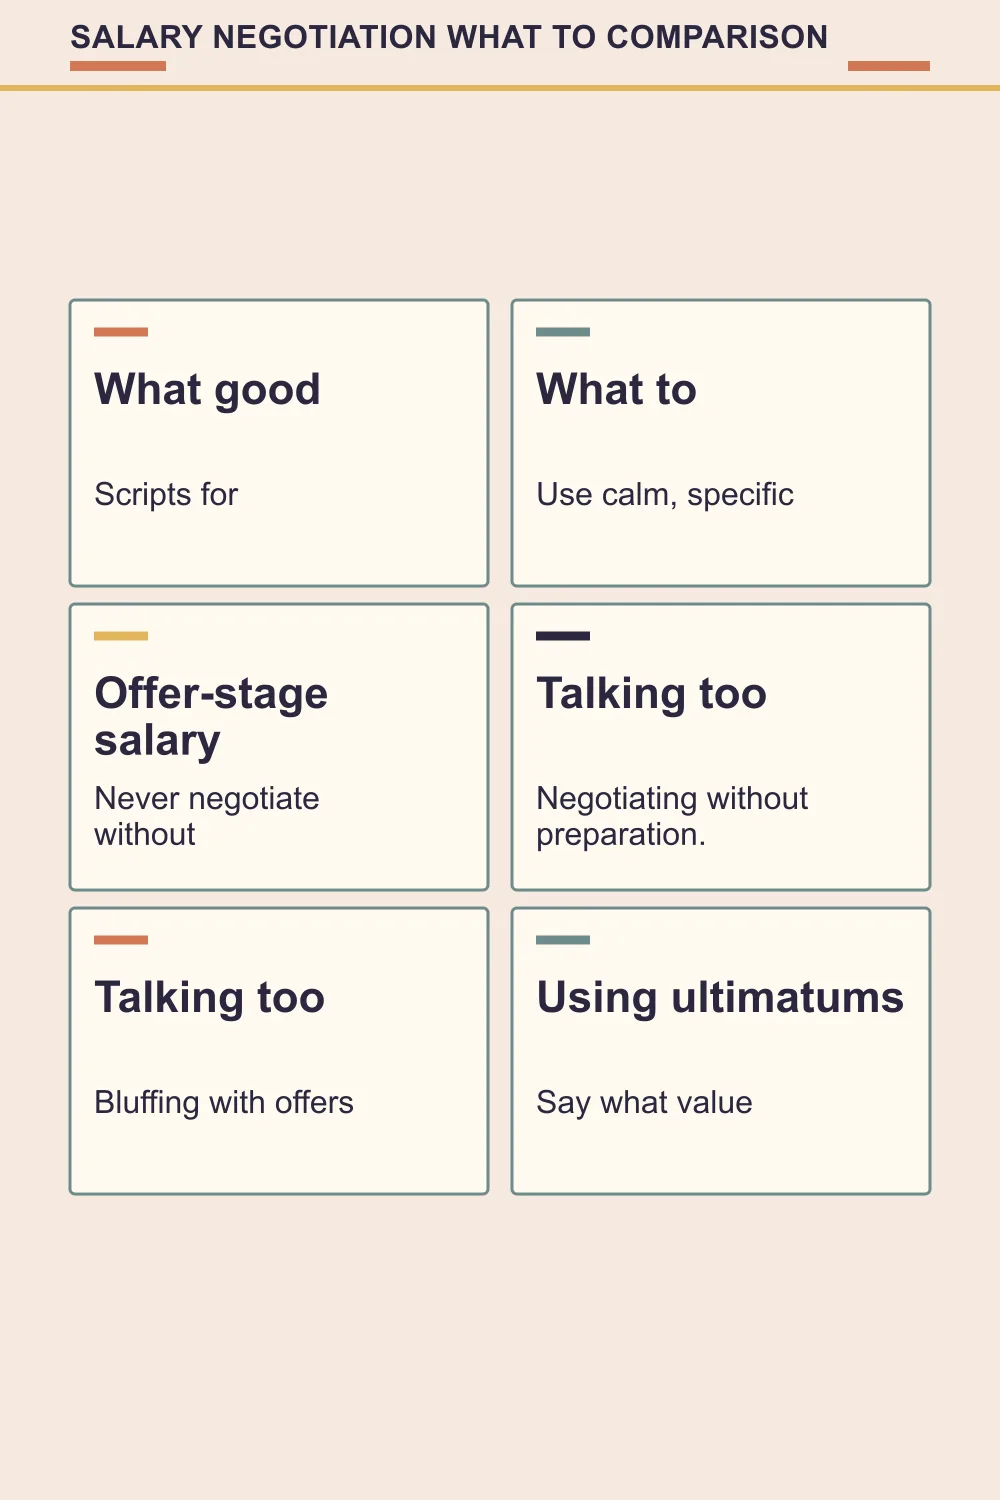 SALARY NEGOTIATION WHAT TO COMPARISON
What good
Scripts for
What to
Use calm, specific
Offer-stage
salary
Never negotiate
without
Talking too
Negotiating without
preparation.
Talking too
Bluffing with offers
Using ultimatums
Say what value